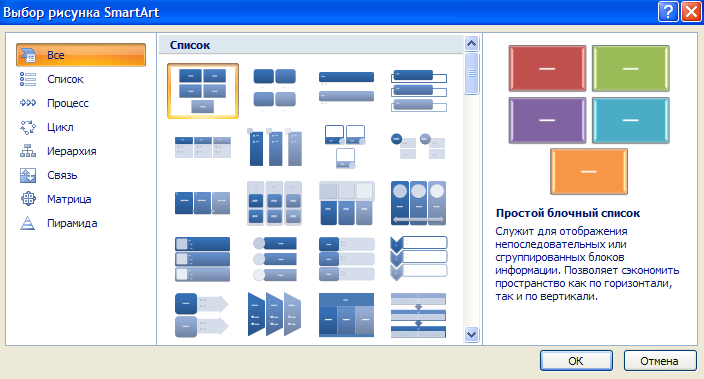 Выбор рисунка SmartArt
Все
Список
Процесс
Цикл
Иерархия
Связь
Матрица
Пирамида
Список
Простой блочный список
Служит для отображения
непоследовательных или
сгруппированных блоков
информации. Позволяет сэкономить
пространство как по горизонтали,
так и по вертикали.
ОК
Отмена